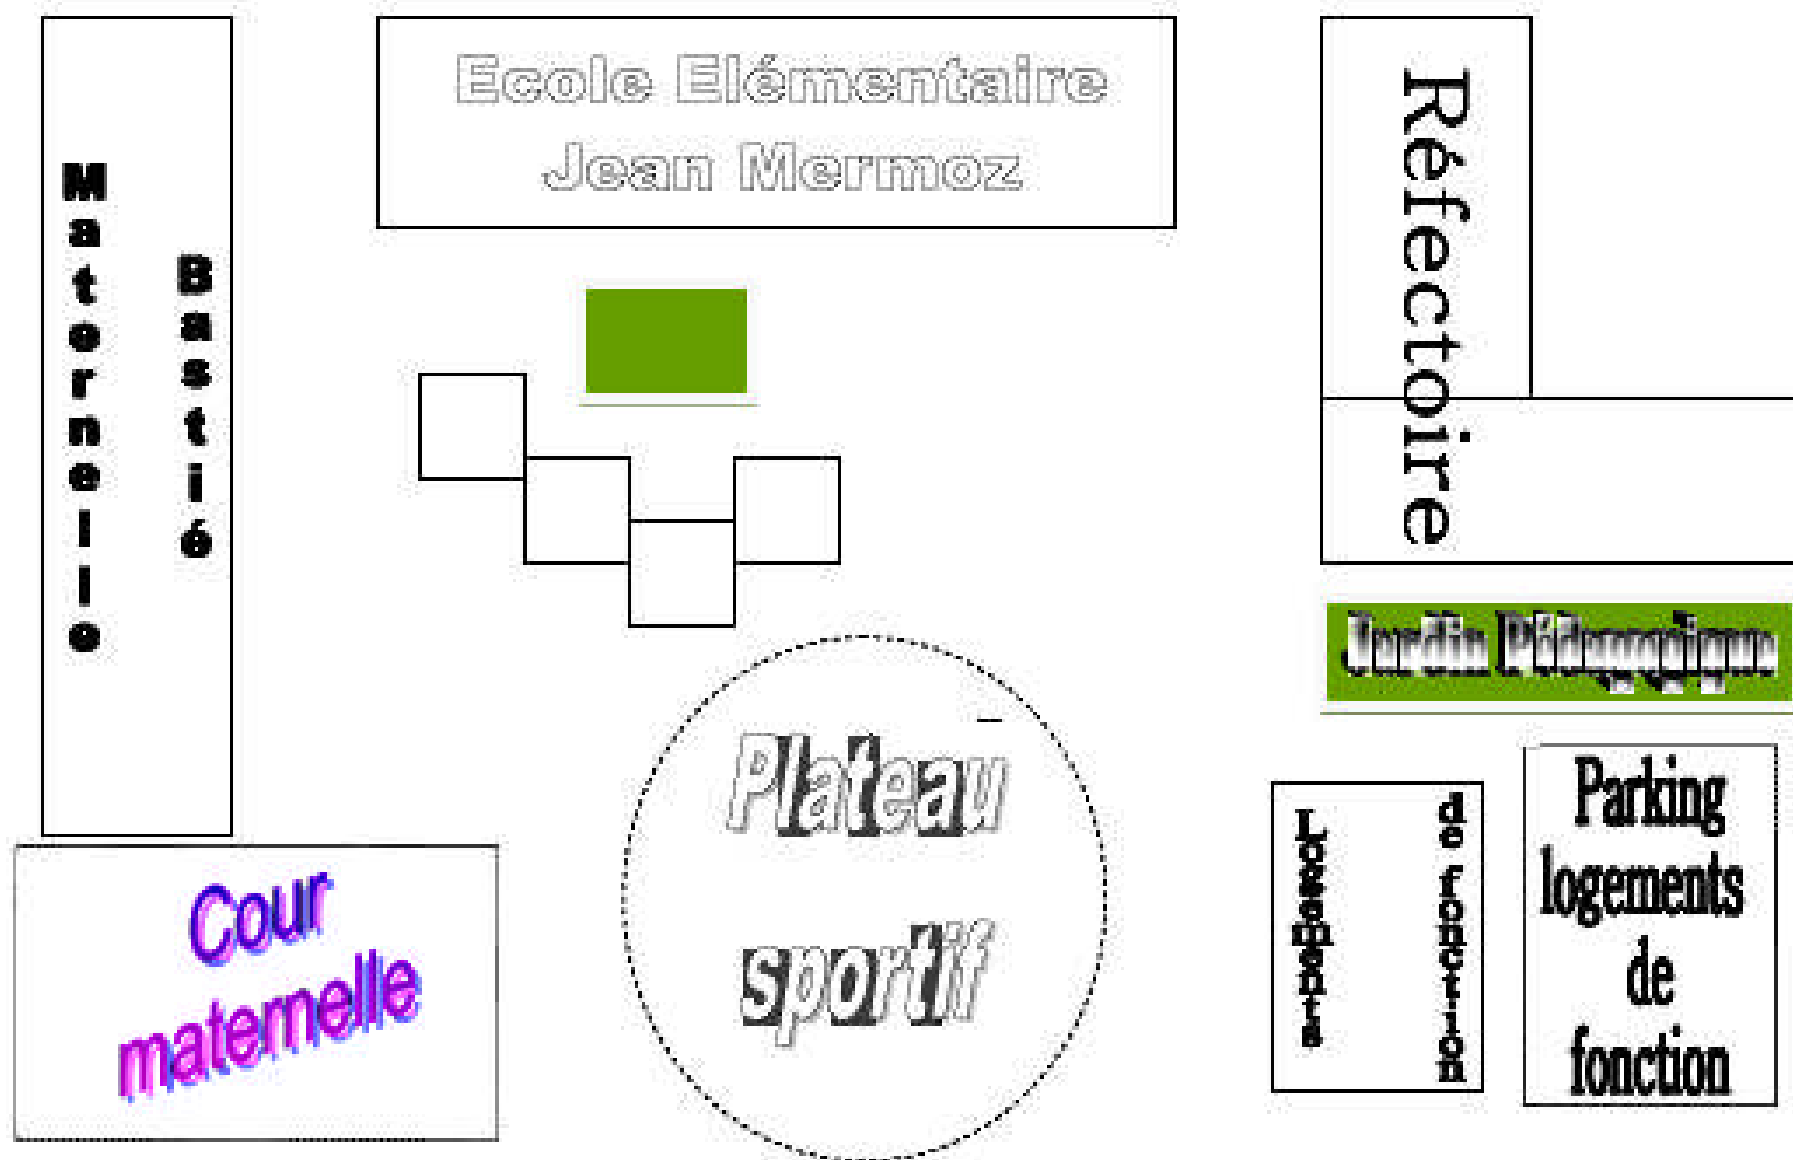 Ecole Elémentaire
Jean Mermoz
Maternelle
Bastié
Réfectoire
Jardin Pédagogique
Plateau
sportif
Cour
maternelle
Logements
de fonction
Parking
logements
de
fonction